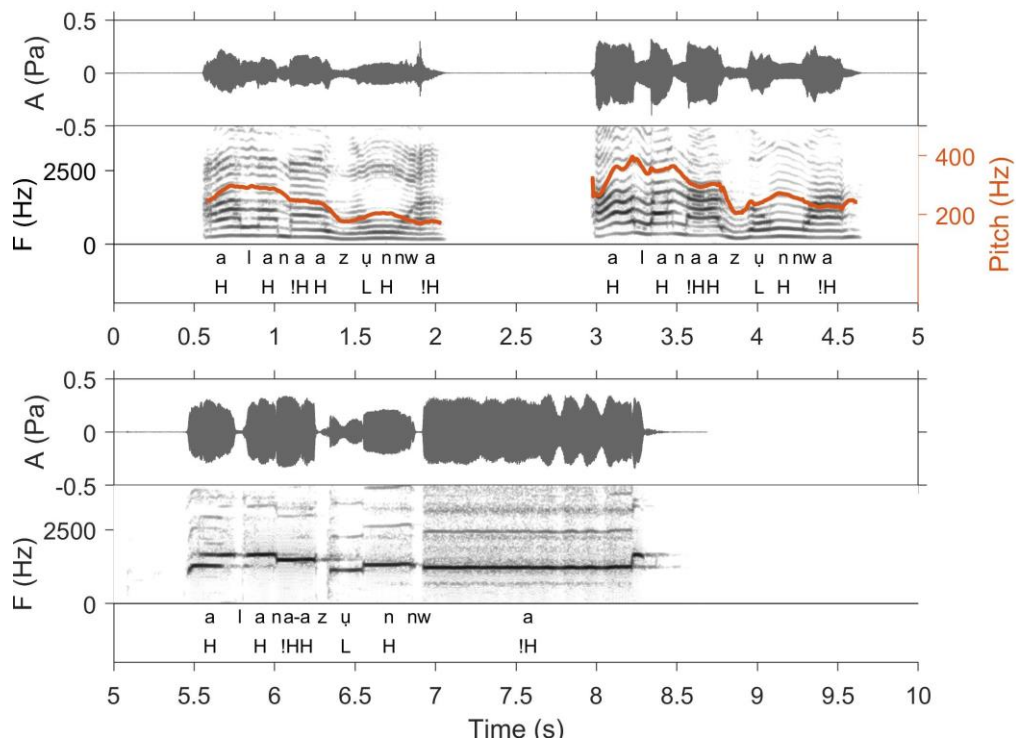 0.5
A (Pa)
0
-0.5
F (Hz)
2500
0
400
200
Pitch (Hz)
a l a n a a z ụ n nw a a l a n a a z ụ n nw a
H H !H H L H !H H H !H H L H !H
0 0.5 1 1.5 2 2.5 3 3.5 4 4.5 5
0.5
A (Pa)
0
-0.5
F (Hz)
2500
0
a l a n a-a z ụ n nw a
H H !H H L H !H
5 5.5 6 6.5 7 7.5 8 8.5 9 9.5 10
Time (s)